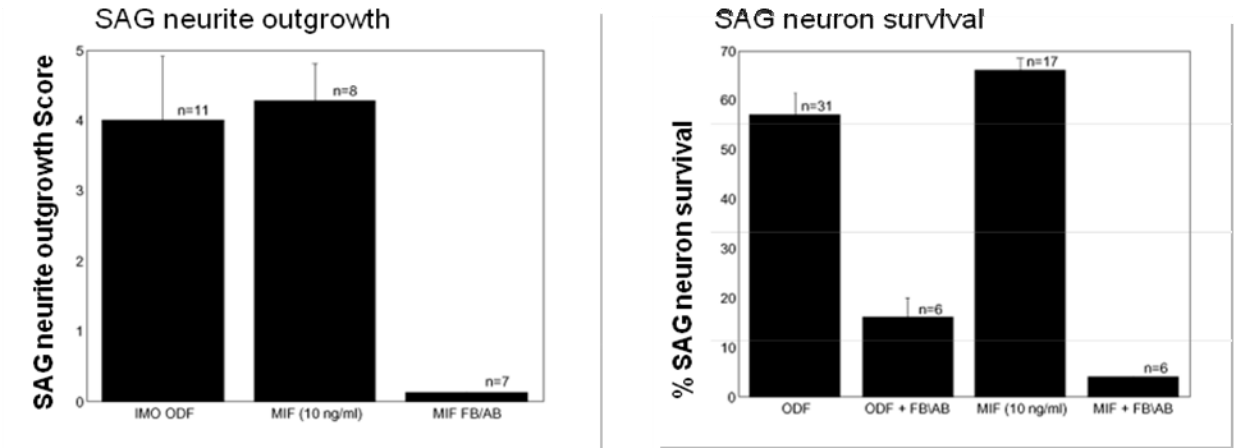 SAG neurite outgrowth
SAG neurite outgrowth Score
5
4
3
2
1
0
n=11
n=8
n=7
IMO ODF
MIF (10 ng/ml)
MIF FB/AB
SAG neuron survival
% SAG neuron survival
70
60
50
40
30
20
10
0
n=31
n=6
n=17
n=6
ODF
ODF + FB\AB
MIF (10 ng/ml)
MIF + FB\AB